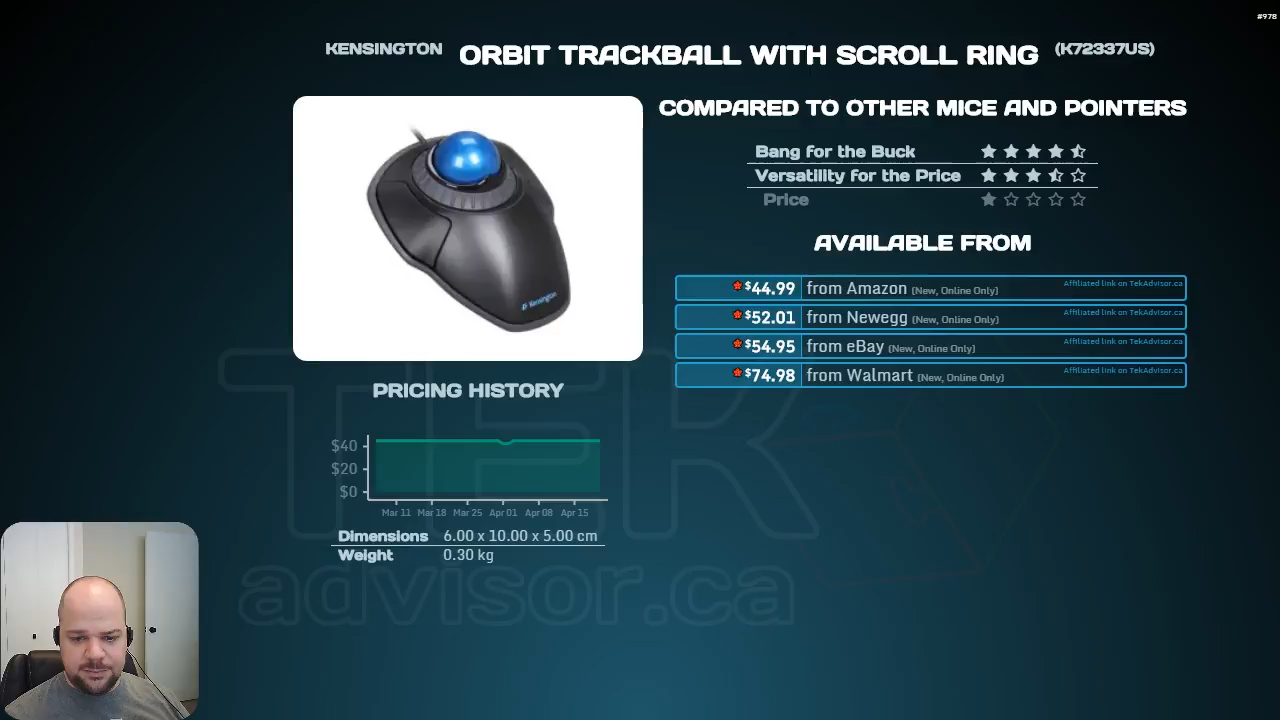 #978
KENSINGTON ORBIT TRACKBALL WITH SCROLL RING (K72337US)
Kensington
COMPARED TO OTHER MICE AND POINTERS
Bang for the Buck
Versatility for the Price
Price
AVAILABLE FROM
$44.99 from Amazon (New, Online Only) Affiliated link on TekAdvisor.ca
$52.01 from Newegg (New, Online Only) Affiliated link on TekAdvisor.ca
$54.95 from eBay (New, Online Only) Affiliated link on TekAdvisor.ca
$74.98 from Walmart (New, Online Only) Affiliated link on TekAdvisor.ca
PRICING HISTORY
$40
$20
$0
Mar 11 Mar 18 Mar 25 Apr 01 Apr 08 Apr 15
Dimensions 6.00 x 10.00 x 5.00 cm
Weight 0.30 kg
TEK
advisor.ca